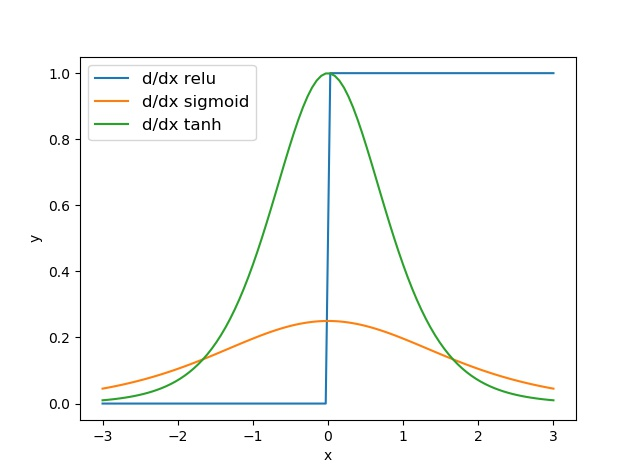 d/dx relu
d/dx sigmoid
d/dx tanh
1.0
0.8
0.6
0.4
0.2
0.0
y
−3 −2 −1 0 1 2 3
x